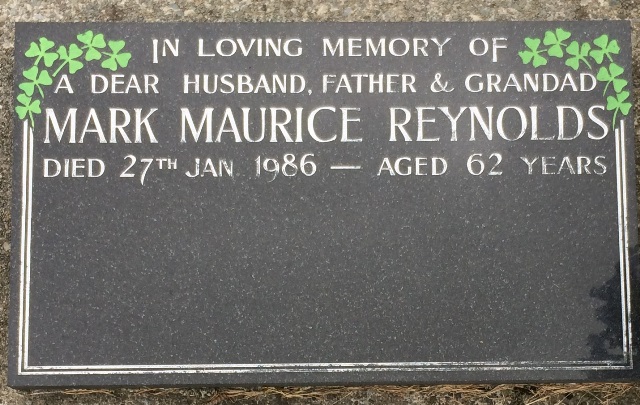 IN LOVING MEMORY OF
A DEAR HUSBAND, FATHER & GRANDAD
MARK MAURICE REYNOLDS
DIED 27TH JAN 1986 — AGED 62 YEARS